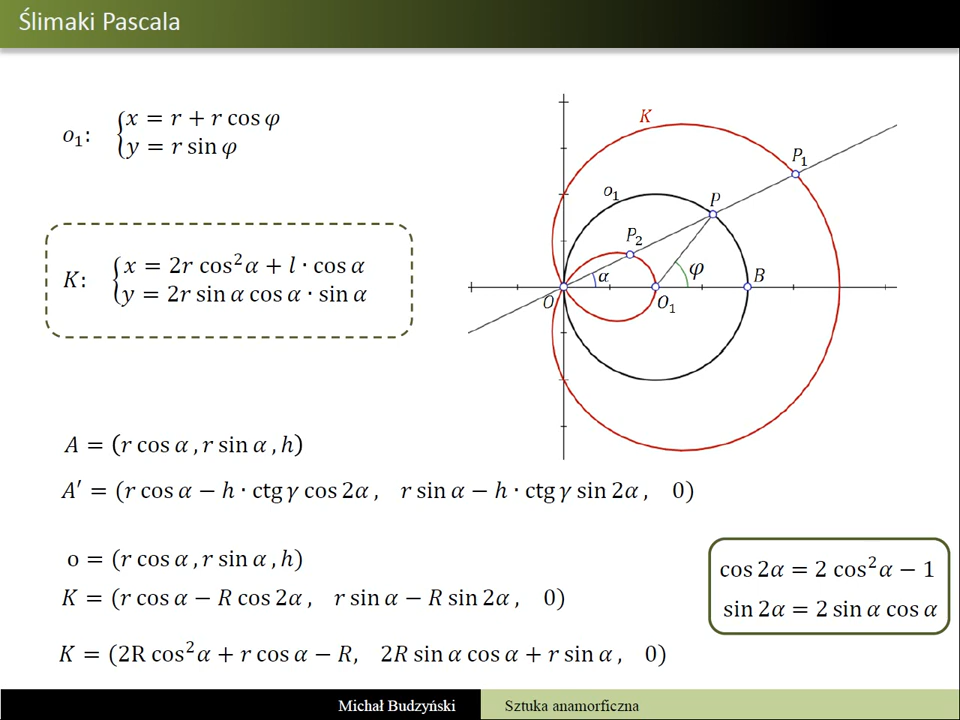 Ślimaki Pascala
o₁: {x = r + r cos φ
y = r sin φ
K: {x = 2r cos²α + l · cos α
y = 2r sin α cos α · sin α
A = (r cos α , r sin α , h)
A′ = (r cos α − h · ctg γ cos 2α , r sin α − h · ctg γ sin 2α , 0)
o = (r cos α , r sin α , h)
K = (r cos α − R cos 2α , r sin α − R sin 2α , 0)
K = (2R cos²α + r cos α − R, 2R sin α cos α + r sin α , 0)
K
P₁
o₁
P
P₂
α
φ
B
O
O₁
cos 2α = 2 cos²α − 1
sin 2α = 2 sin α cos α
Michał Budzyński
Sztuka anamorficzna